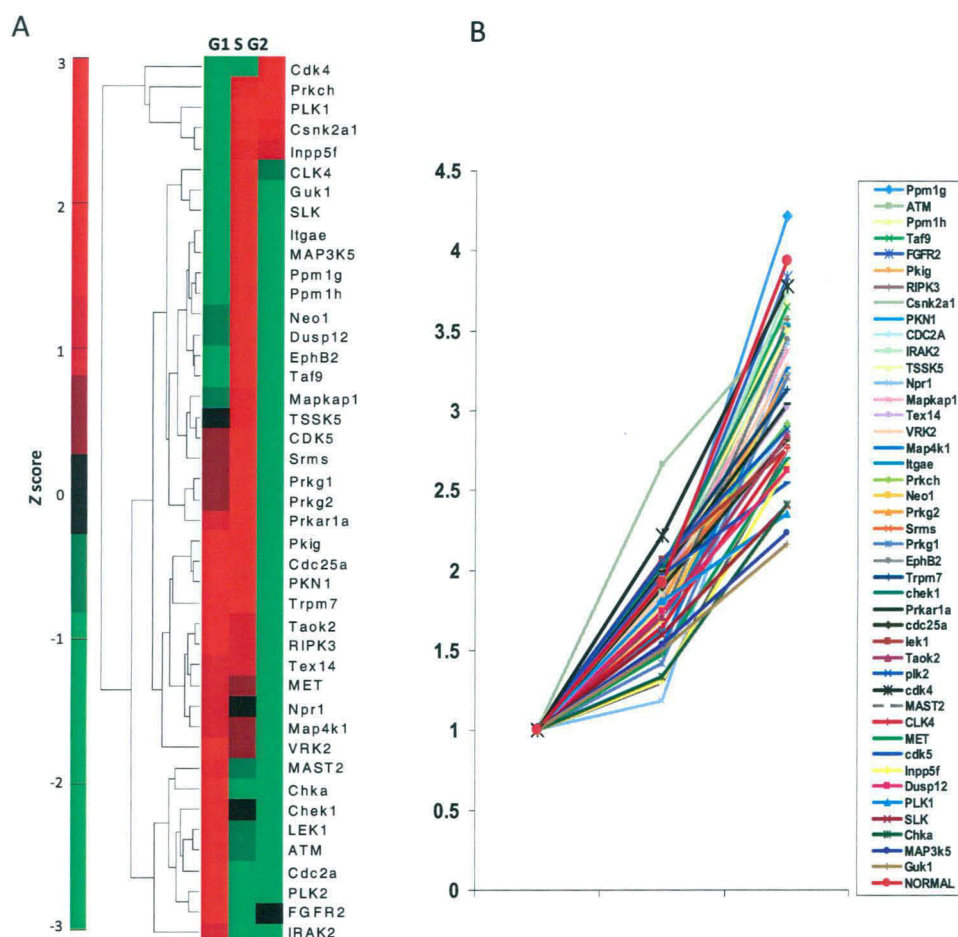 A
B
G1 S G2
3
2
1
0
-1
-2
-3
Z score
Cdk4
Prkch
PLK1
Csnk2a1
Inpp5f
CLK4
Guk1
SLK
Itgae
MAP3K5
Ppm1g
Ppm1h
Neo1
Dusp12
EphB2
Taf9
Mapkap1
TSSK5
CDK5
Srms
Prkg1
Prkg2
Prkar1a
Pkig
Cdc25a
PKN1
Trpm7
Taok2
RIPK3
Tex14
MET
Npr1
Map4k1
VRK2
MAST2
Chka
Chek1
LEK1
ATM
Cdc2a
PLK2
FGFR2
IRAK2
4.5
4
3.5
3
2.5
2
1.5
1
0.5
0
Ppm1g
ATM
Ppm1h
Taf9
FGFR2
Pkig
RIPK3
Csnk2a1
PKN1
CDC2A
IRAK2
TSSK5
Npr1
Mapkap1
Tex14
VRK2
Map4k1
Itgae
Prkch
Neo1
Prkg2
Srms
Prkg1
EphB2
Trpm7
chek1
Prkar1a
cdc25a
lek1
Taok2
plk2
cdk4
MAST2
CLK4
MET
cdk5
Inpp5f
Dusp12
PLK1
SLK
Chka
MAP3k5
Guk1
NORMAL